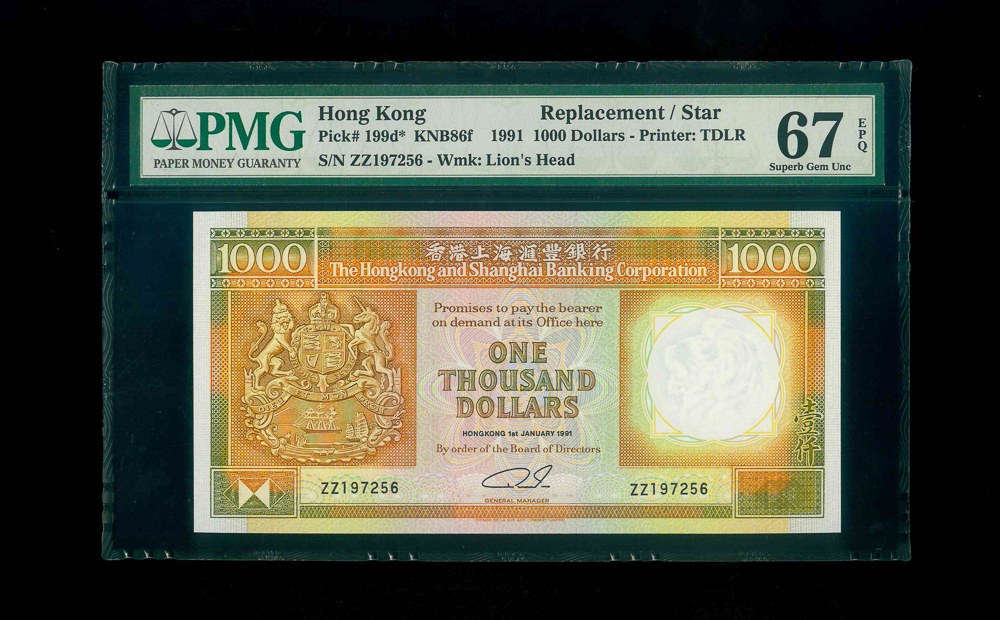 PMG
PAPER MONEY GUARANTY
Hong Kong Replacement / Star
Pick# 199d* KNB86f 1991 1000 Dollars - Printer: TDLR
S/N ZZ197256 - Wmk: Lion's Head
67
EPQ
Superb Gem Unc
1000
香港上海滙豐銀行
1000
The Hongkong and Shanghai Banking Corporation
Promises to pay the bearer
on demand at its Office here
ONE
THOUSAND
DOLLARS
HONGKONG 1st JANUARY 1991
By order of the Board of Directors
壹仟
ZZ197256
ZZ197256
GENERAL MANAGER